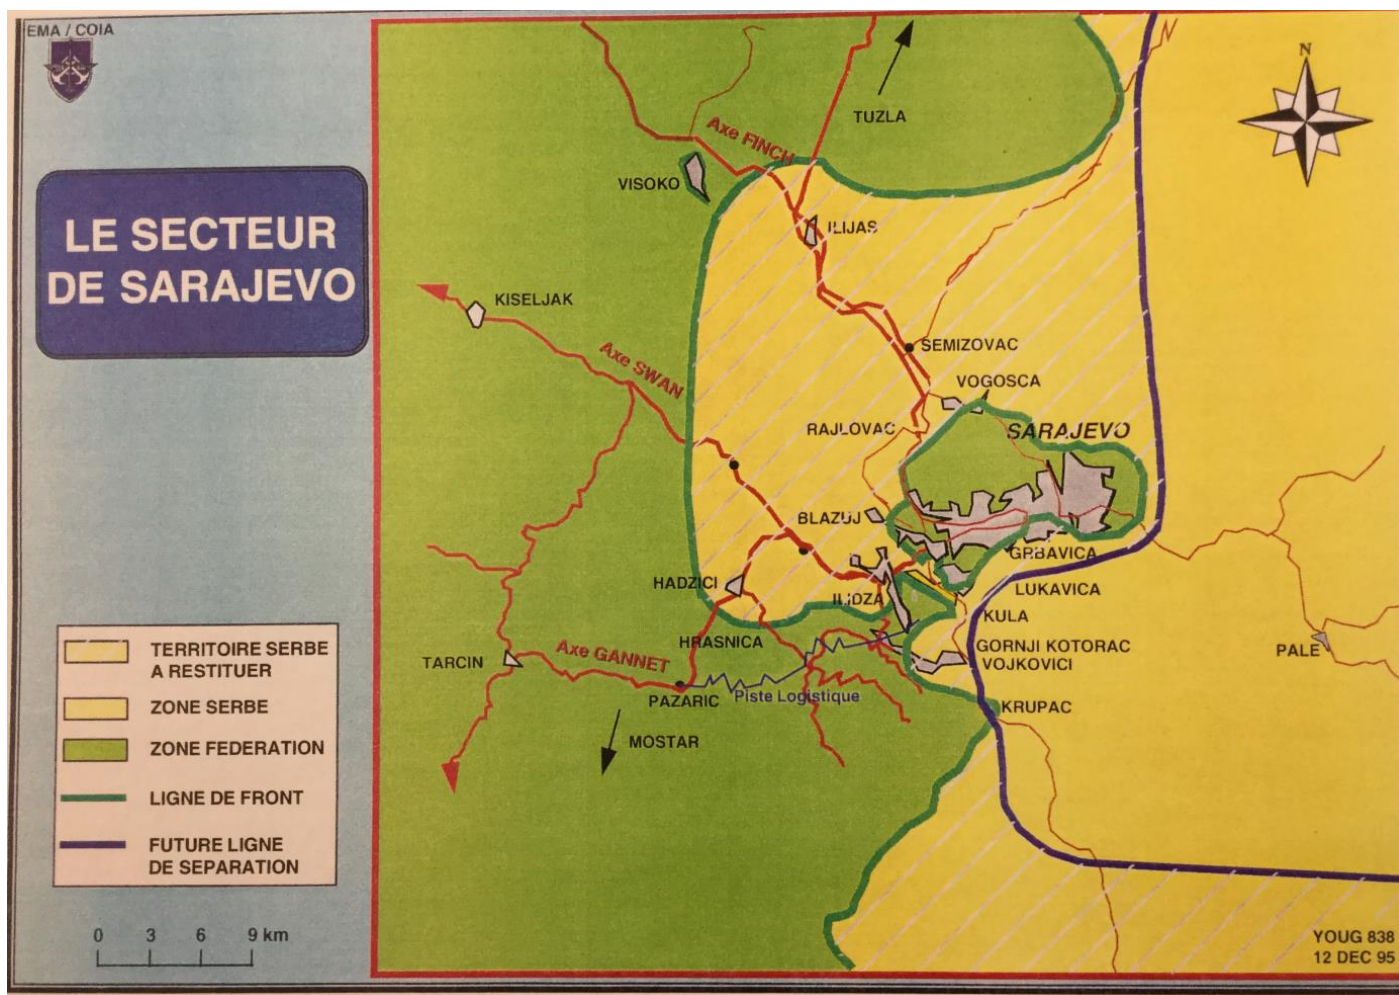 EMA / COIA
LE SECTEUR
DE SARAJEVO
TERRITOIRE SERBE
A RESTITUER
ZONE SERBE
ZONE FEDERATION
LIGNE DE FRONT
FUTURE LIGNE
DE SEPARATION
0 3 6 9 km
N
TUZLA
Axe FINCH
VISOKO
ILIJAS
KISELJAK
Axe SWAN
SEMIZOVAC
VOGOSCA
RAJLOVAC
SARAJEVO
BLAZUJ
GRBAVICA
HADZICI
ILIDZA
LUKAVICA
KULA
HRASNICA
GORNJI KOTORAC
VOJKOVICI
PALE
TARCIN
Axe GANNET
PAZARIC
Piste Logistique
KRUPAC
MOSTAR
YOUG 838
12 DEC 95